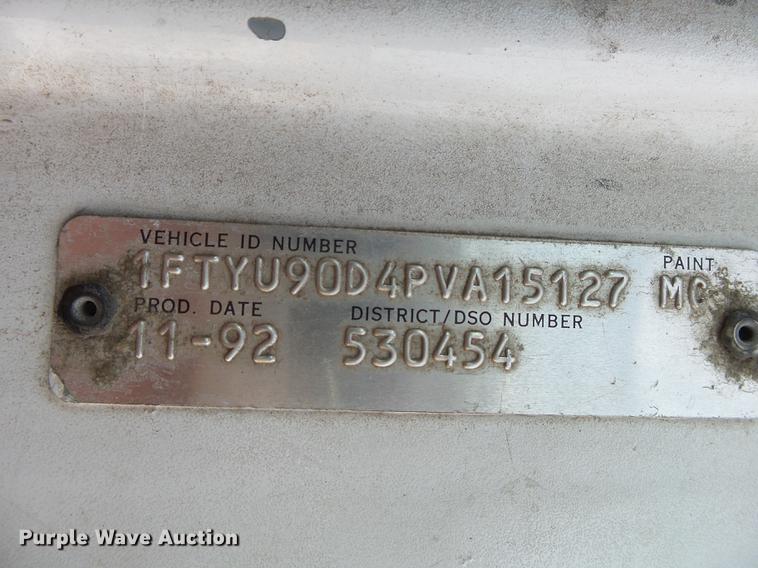 VEHICLE ID NUMBER PAINT
1FTYU90D4PVA15127 MC
PROD. DATE DISTRICT/DSO NUMBER
11-92 530454
Purple Wave Auction